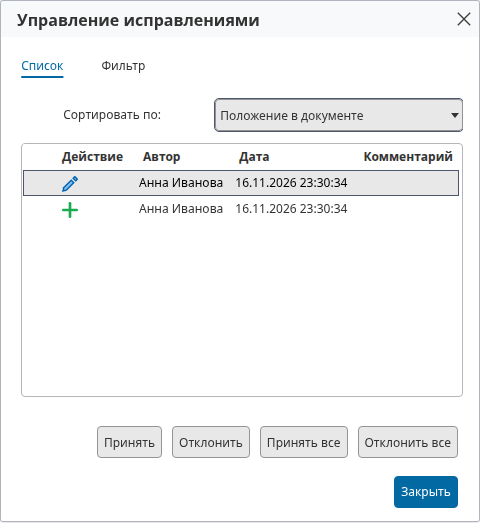 Управление исправлениями
Список Фильтр
Сортировать по: Положение в документе
Действие Автор Дата Комментарий
Анна Иванова 16.11.2026 23:30:34
Анна Иванова 16.11.2026 23:30:34
Принять Отклонить Принять все Отклонить все
Закрыть